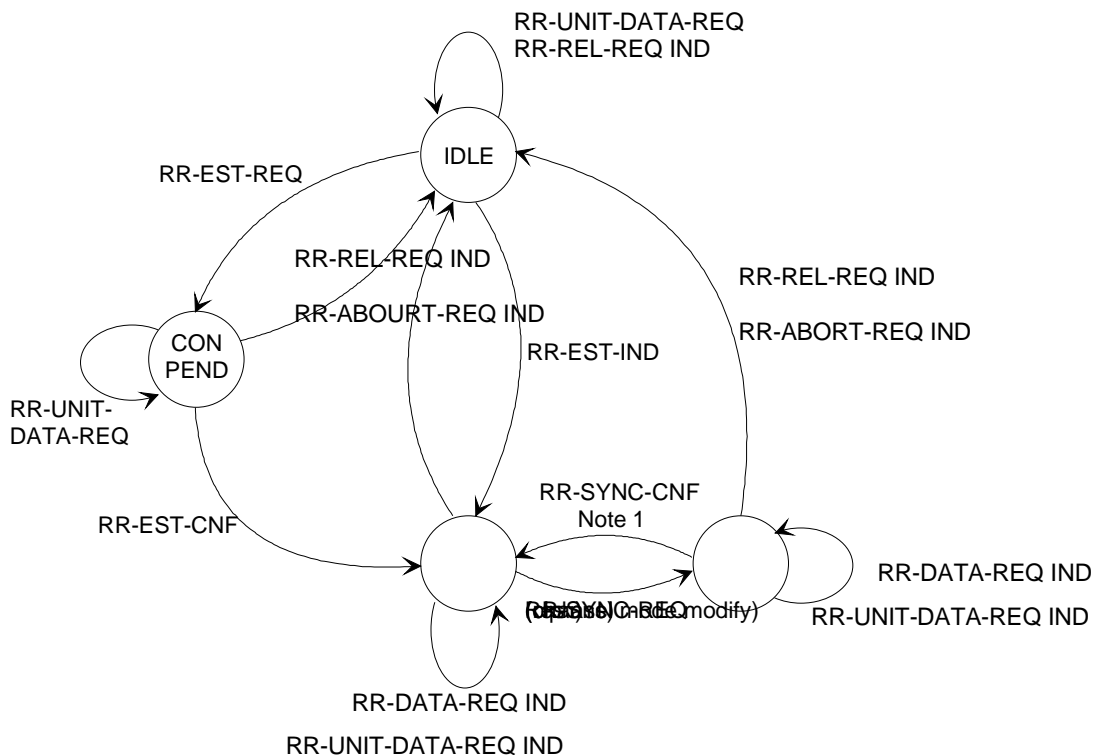 RR-UNIT-DATA-REQ
RR-REL-REQ IND
IDLE
RR-EST-REQ
RR-REL-REQ IND
RR-ABOURT-REQ IND
RR-REL-REQ IND
RR-ABORT-REQ IND
CON
PEND
RR-EST-IND
RR-UNIT-
DATA-REQ
RR-EST-CNF
RR-SYNC-CNF
Note 1
mode modify)
RR-DATA-REQ IND
RR-UNIT-DATA-REQ IND
RR-DATA-REQ IND
RR-UNIT-DATA-REQ IND